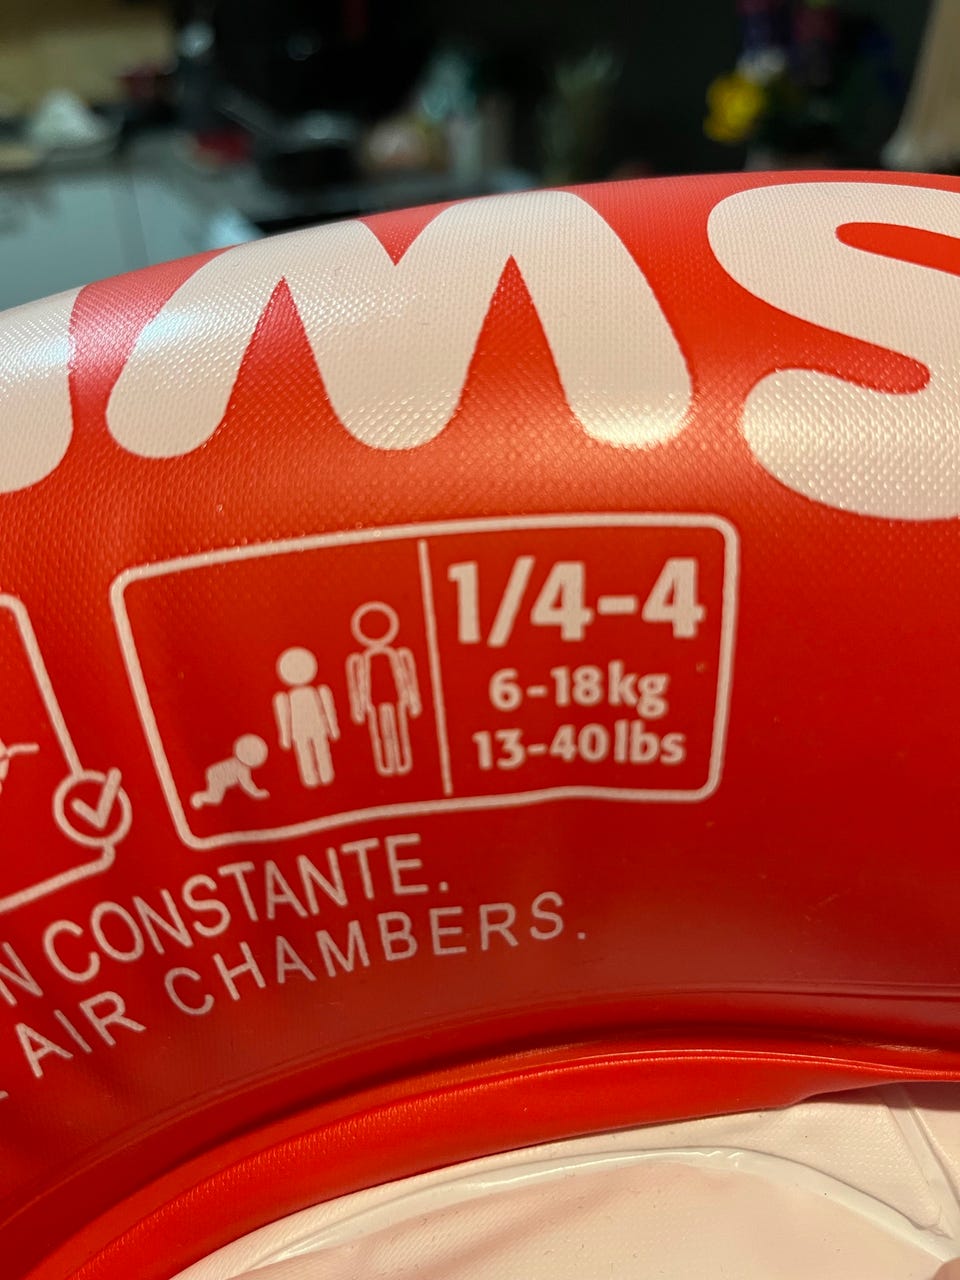 1/4-4
6-18kg
13-40lbs
CONSTANTE.
AIR CHAMBERS.